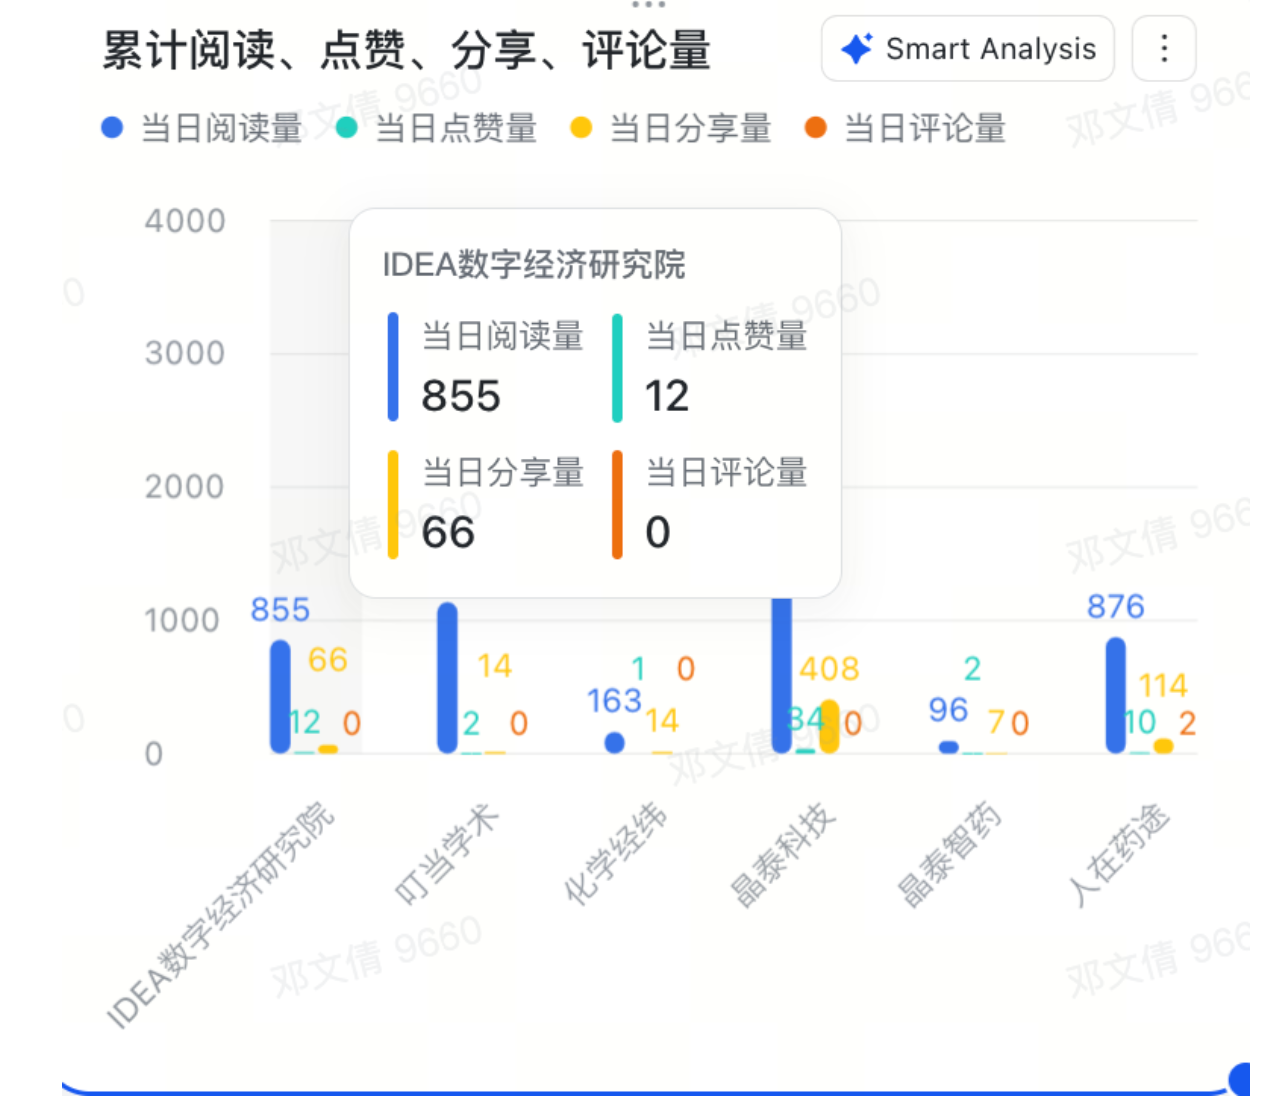 累计阅读、点赞、分享、评论量
Smart Analysis
当日阅读量 当日点赞量 当日分享量 当日评论量
4000
IDEA数字经济研究院
当日阅读量 当日点赞量
855 12
当日分享量 当日评论量
66 0
3000
2000
1000
0
855 12 66 0
2 14 0
163 1 14 0
34 408 0
96 2 7 0
876 10 114 2
IDEA数字经济研究院
叮当学术
化学经纬
晶泰科技
晶泰智药
人在药途
邓文倩 9660
邓文倩 966
0
邓文倩 9660
邓文倩 9660
邓文倩 966
0
邓文倩 9660
邓文倩 9660
邓文倩 966